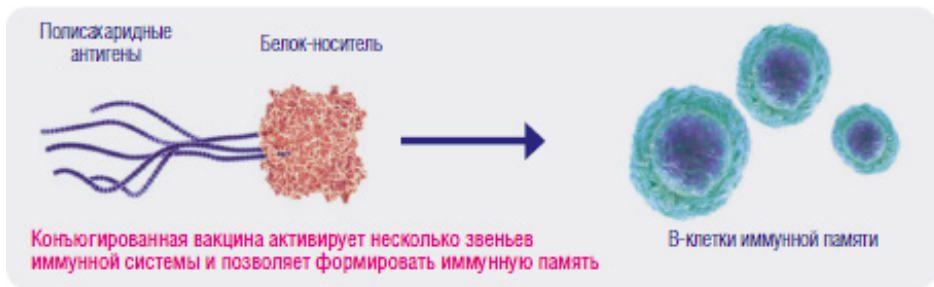 Полисахаридные
антигены
Белок-носитель
Конъюгированная вакцина активирует несколько звеньев
иммунной системы и позволяет формировать иммунную память
В-клетки иммунной памяти